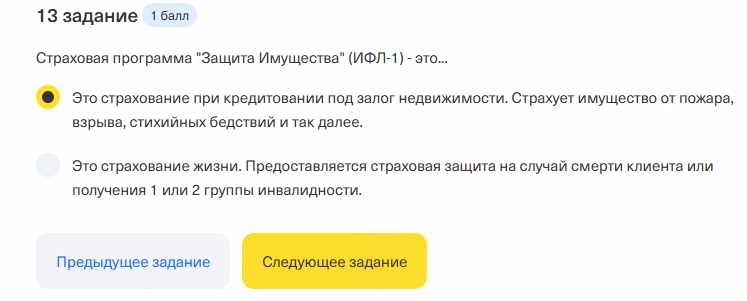 13 задание 1 балл
Страховая программа "Защита Имущества" (ИФЛ-1) - это...
Это страхование при кредитовании под залог недвижимости. Страхует имущество от пожара,
взрыва, стихийных бедствий и так далее.
Это страхование жизни. Предоставляется страховая защита на случай смерти клиента или
получения 1 или 2 группы инвалидности.
Предыдущее задание Следующее задание